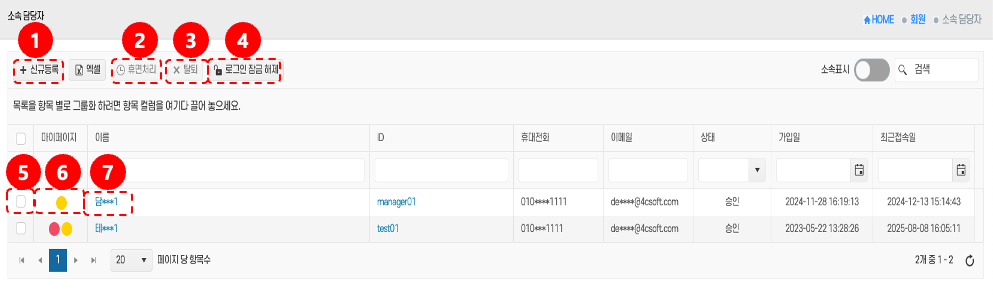 소속 담당자
HOME 회원 소속 담당자
1 2 3 4
+ 신규등록 엑셀 휴면처리 × 탈퇴 로그인 잠금 해제 소속표시 검색
목록을 항목 별로 그룹화 하려면 항목 컬럼을 여기다 끌어 놓으세요.
마이페이지 이름 ID 휴대전화 이메일 상태 가입일 최근접속일
5 6 7
담***1 manager01 010****1111 de****@4csoft.com 승인 2024-11-28 16:19:13 2024-12-13 15:14:43
테***1 test01 010****1111 de****@4csoft.com 승인 2023-05-22 13:28:26 2025-08-08 16:05:11
1 20 페이지 당 항목수 2개 중 1 - 2